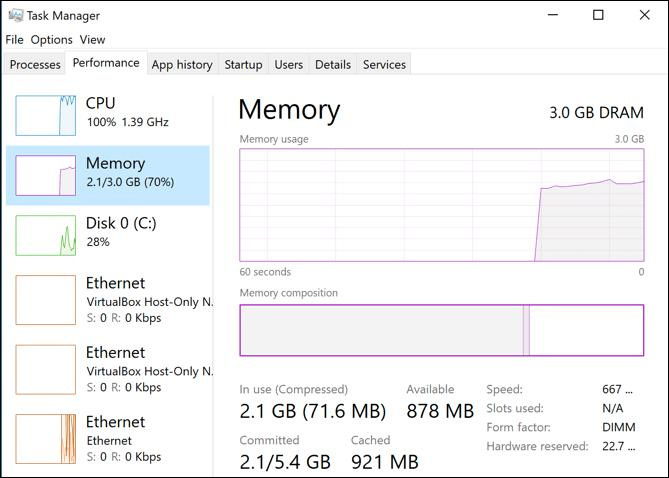 Task Manager
File Options View
Processes Performance App history Startup Users Details Services
CPU
100% 1.39 GHz
Memory
2.1/3.0 GB (70%)
Disk 0 (C:)
28%
Ethernet
VirtualBox Host-Only N.
S: 0 R: 0 Kbps
Ethernet
VirtualBox Host-Only N.
S: 0 R: 0 Kbps
Ethernet
Ethernet
S: 0 R: 0 Kbps
Memory 3.0 GB DRAM
Memory usage 3.0 GB
60 seconds 0
Memory composition
In use (Compressed)
2.1 GB (71.6 MB)
Available
878 MB
Committed
2.1/5.4 GB
Cached
921 MB
Speed: 667 ...
Slots used: N/A
Form factor: DIMM
Hardware reserved: 22.7 ...